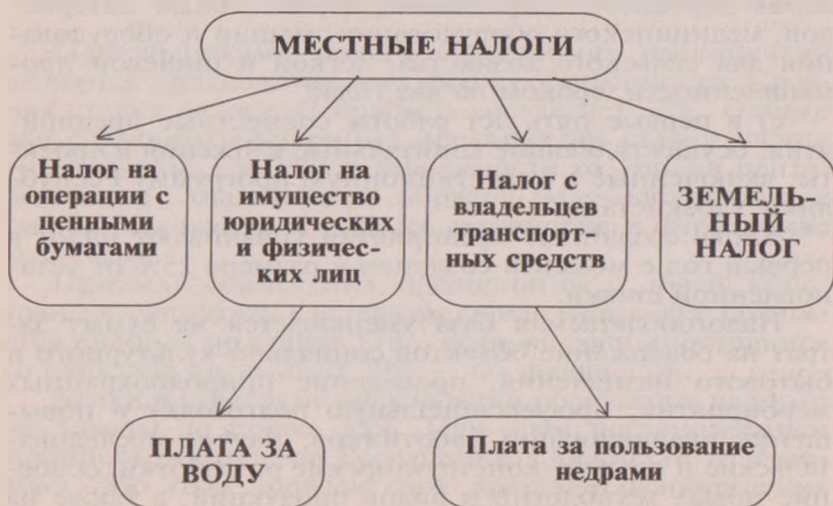 МЕСТНЫЕ НАЛОГИ
Налог на
операции с
ценными
бумагами
Налог на
имущество
юридических
и физичес-
ких лиц
Налог с
владельцев
транспорт-
ных средств
ЗЕМЕЛЬ-
НЫЙ
НАЛОГ
ПЛАТА ЗА
ВОДУ
Плата за пользование
недрами